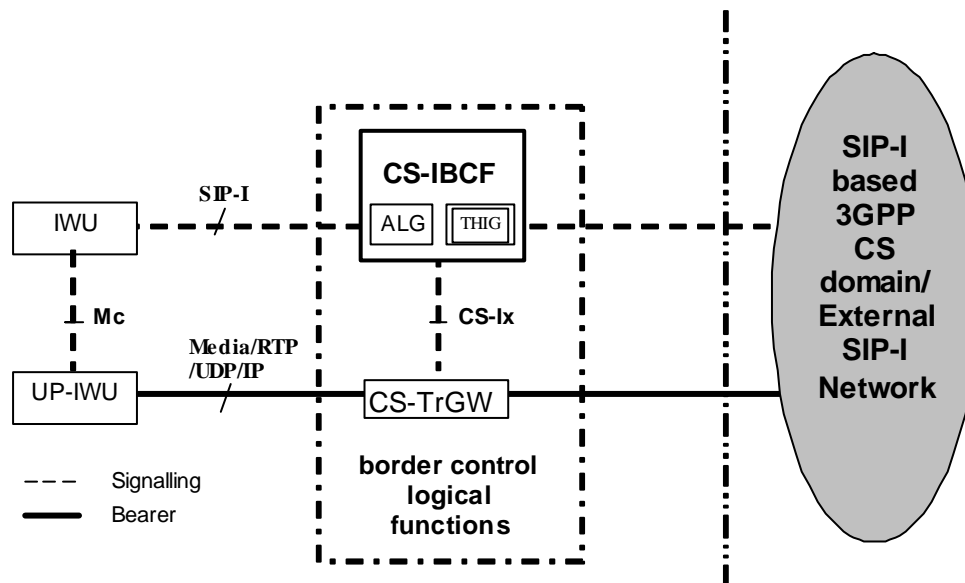 SIP-I
IWU
Mc
UP-IWU
Media/RTP
/UDP/IP
CS-IBCF
ALG
THIG
CS-Ix
CS-TrGW
border control
logical
functions
SIP-I
based
3GPP
CS
domain/
External
SIP-I
Network
Signalling
Bearer